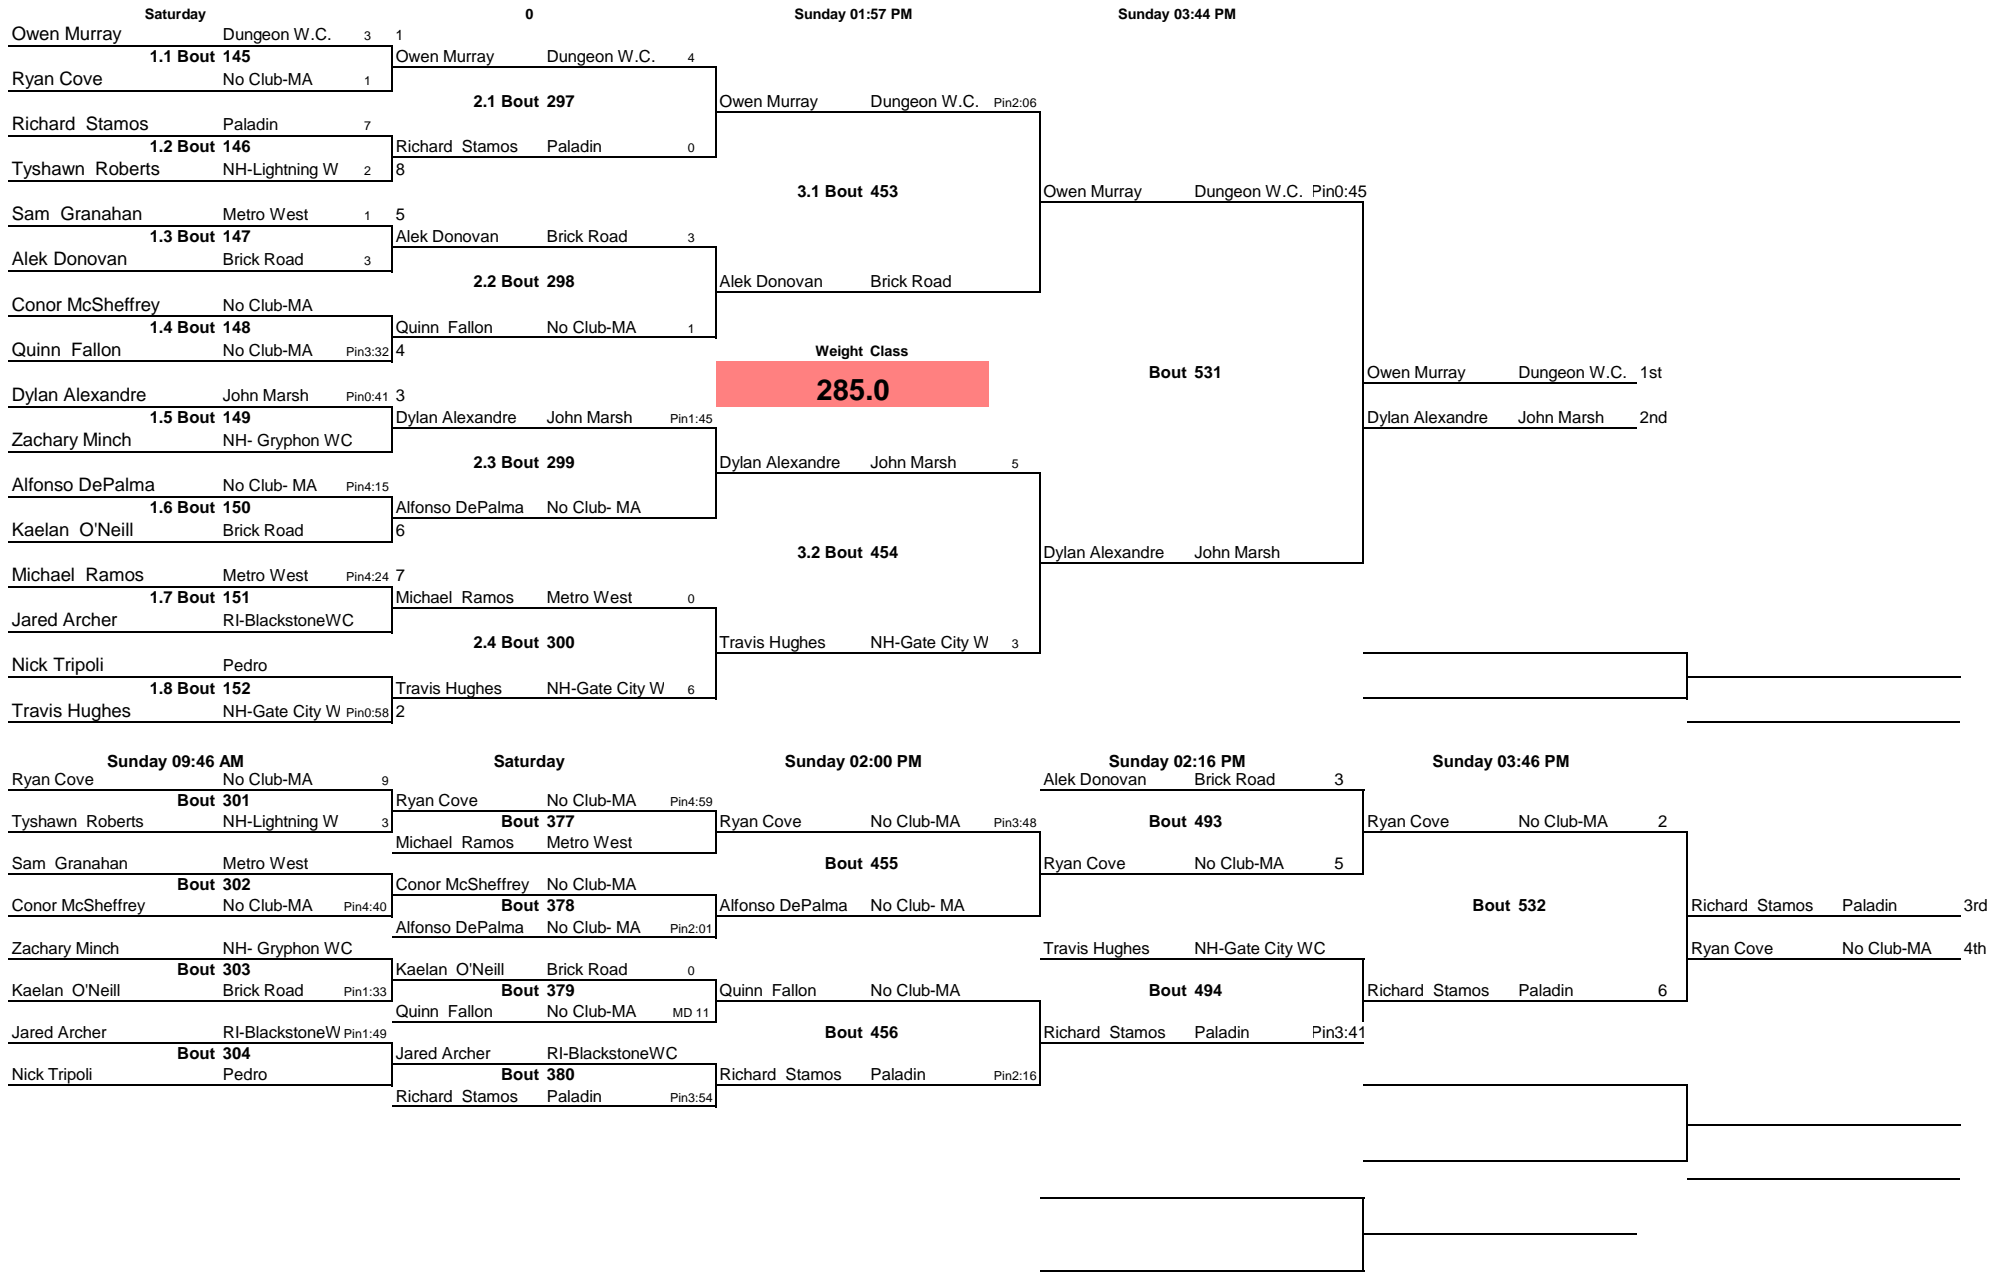 Saturday 0 Sunday 01:57 PM Sunday 03:44 PM
Owen Murray Dungeon W.C. 3 1
1.1 Bout 145 Owen Murray Dungeon W.C. 4
Ryan Cove No Club-MA 1
2.1 Bout 297 Owen Murray Dungeon W.C. Pin2:06
Richard Stamos Paladin 7
1.2 Bout 146 Richard Stamos Paladin 0
Tyshawn Roberts NH-Lightning W 2 8
3.1 Bout 453 Owen Murray Dungeon W.C. Pin0:45
Sam Granahan Metro West 1 5
1.3 Bout 147 Alek Donovan Brick Road 3
Alek Donovan Brick Road 3
2.2 Bout 298 Alek Donovan Brick Road
Conor McSheffrey No Club-MA
1.4 Bout 148 Quinn Fallon No Club-MA 1
Quinn Fallon No Club-MA Pin3:32 4 Weight Class
Bout 531 Owen Murray Dungeon W.C. 1st
285.0
Dylan Alexandre John Marsh Pin0:41 3
1.5 Bout 149 Dylan Alexandre John Marsh Pin1:45 Dylan Alexandre John Marsh 2nd
Zachary Minch NH- Gryphon WC
2.3 Bout 299 Dylan Alexandre John Marsh 5
Alfonso DePalma No Club- MA Pin4:15
1.6 Bout 150 Alfonso DePalma No Club- MA
Kaelan O'Neill Brick Road 6
3.2 Bout 454 Dylan Alexandre John Marsh
Michael Ramos Metro West Pin4:24 7
1.7 Bout 151 Michael Ramos Metro West 0
Jared Archer RI-BlackstoneWC
2.4 Bout 300 Travis Hughes NH-Gate City W 3
Nick Tripoli Pedro
1.8 Bout 152 Travis Hughes NH-Gate City W 6
Travis Hughes NH-Gate City W Pin0:58 2
Sunday 09:46 AM Saturday Sunday 02:00 PM Sunday 02:16 PM Sunday 03:46 PM
Ryan Cove No Club-MA 9 Alek Donovan Brick Road 3
Bout 301 Ryan Cove No Club-MA Pin4:59
Tyshawn Roberts NH-Lightning W 3 Bout 377 Ryan Cove No Club-MA Pin3:48 Bout 493 Ryan Cove No Club-MA 2
Michael Ramos Metro West
Sam Granahan Metro West Bout 455 Ryan Cove No Club-MA 5
Bout 302 Conor McSheffrey No Club-MA
Conor McSheffrey No Club-MA Pin4:40 Bout 378 Alfonso DePalma No Club- MA Bout 532 Richard Stamos Paladin 3rd
Alfonso DePalma No Club- MA Pin2:01
Zachary Minch NH- Gryphon WC Travis Hughes NH-Gate City WC Ryan Cove No Club-MA 4th
Bout 303 Kaelan O'Neill Brick Road 0
Kaelan O'Neill Brick Road Pin1:33 Bout 379 Quinn Fallon No Club-MA Bout 494 Richard Stamos Paladin 6
Quinn Fallon No Club-MA MD 11
Jared Archer RI-BlackstoneW Pin1:49 Bout 456 Richard Stamos Paladin Pin3:41
Bout 304 Jared Archer RI-BlackstoneWC
Nick Tripoli Pedro Bout 380 Richard Stamos Paladin Pin2:16
Richard Stamos Paladin Pin3:54